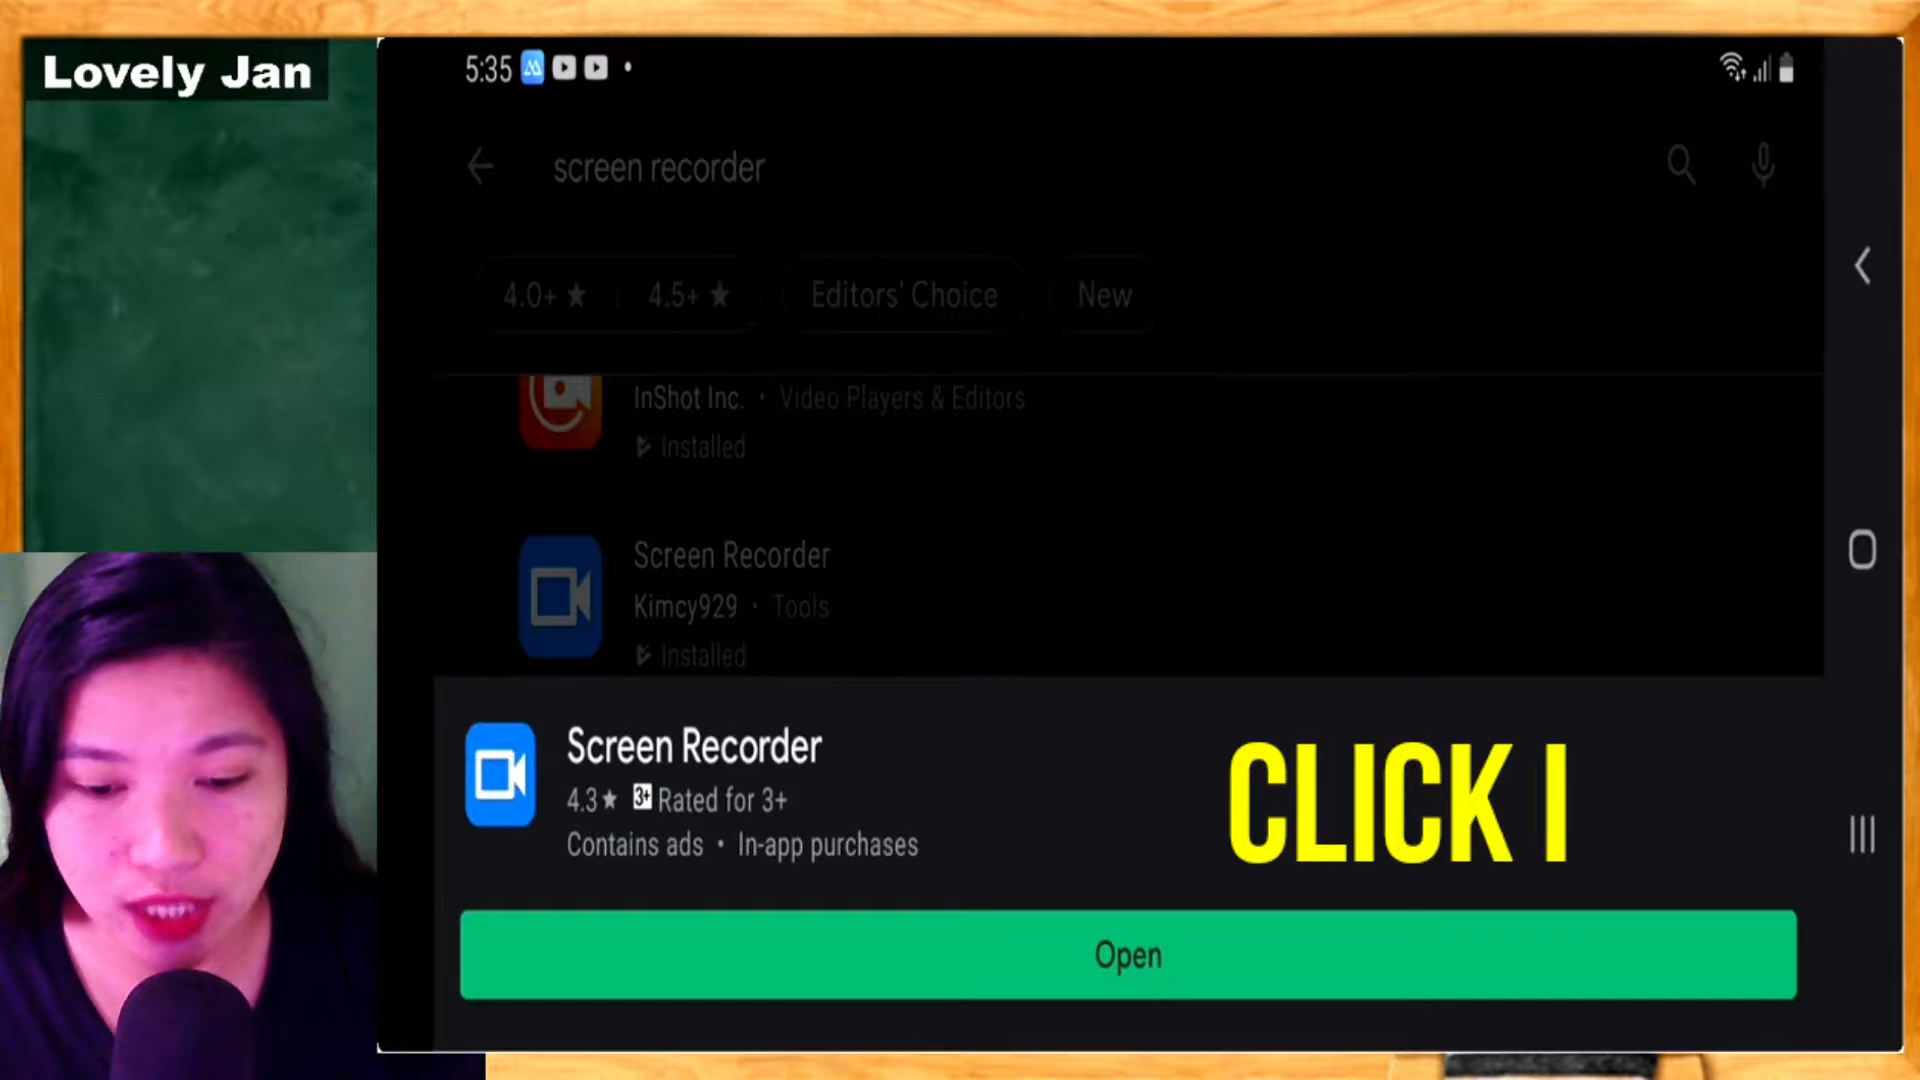 Lovely Jan
5:35
screen recorder
4.0+ ★
4.5+ ★
Editors' Choice
New
InShot Inc. • Video Players & Editors
Installed
Screen Recorder
Kimcy929 • Tools
Installed
Screen Recorder
4.3★ 3+ Rated for 3+
Contains ads • In-app purchases
CLICK I
Open